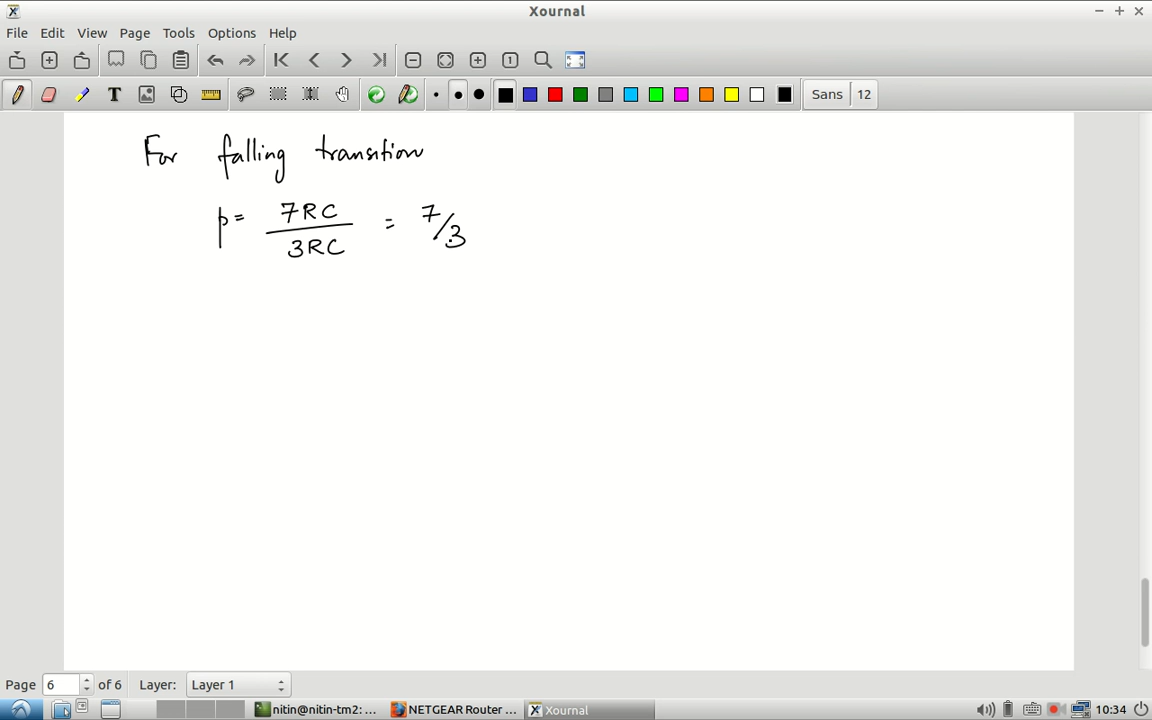 Xournal
File Edit View Page Tools Options Help
Sans 12
For falling transition
p = 7RC / 3RC = 7/3
Page 6 of 6 Layer: Layer 1
nitin@nitin-tm2: ... NETGEAR Router ... Xournal 10:34